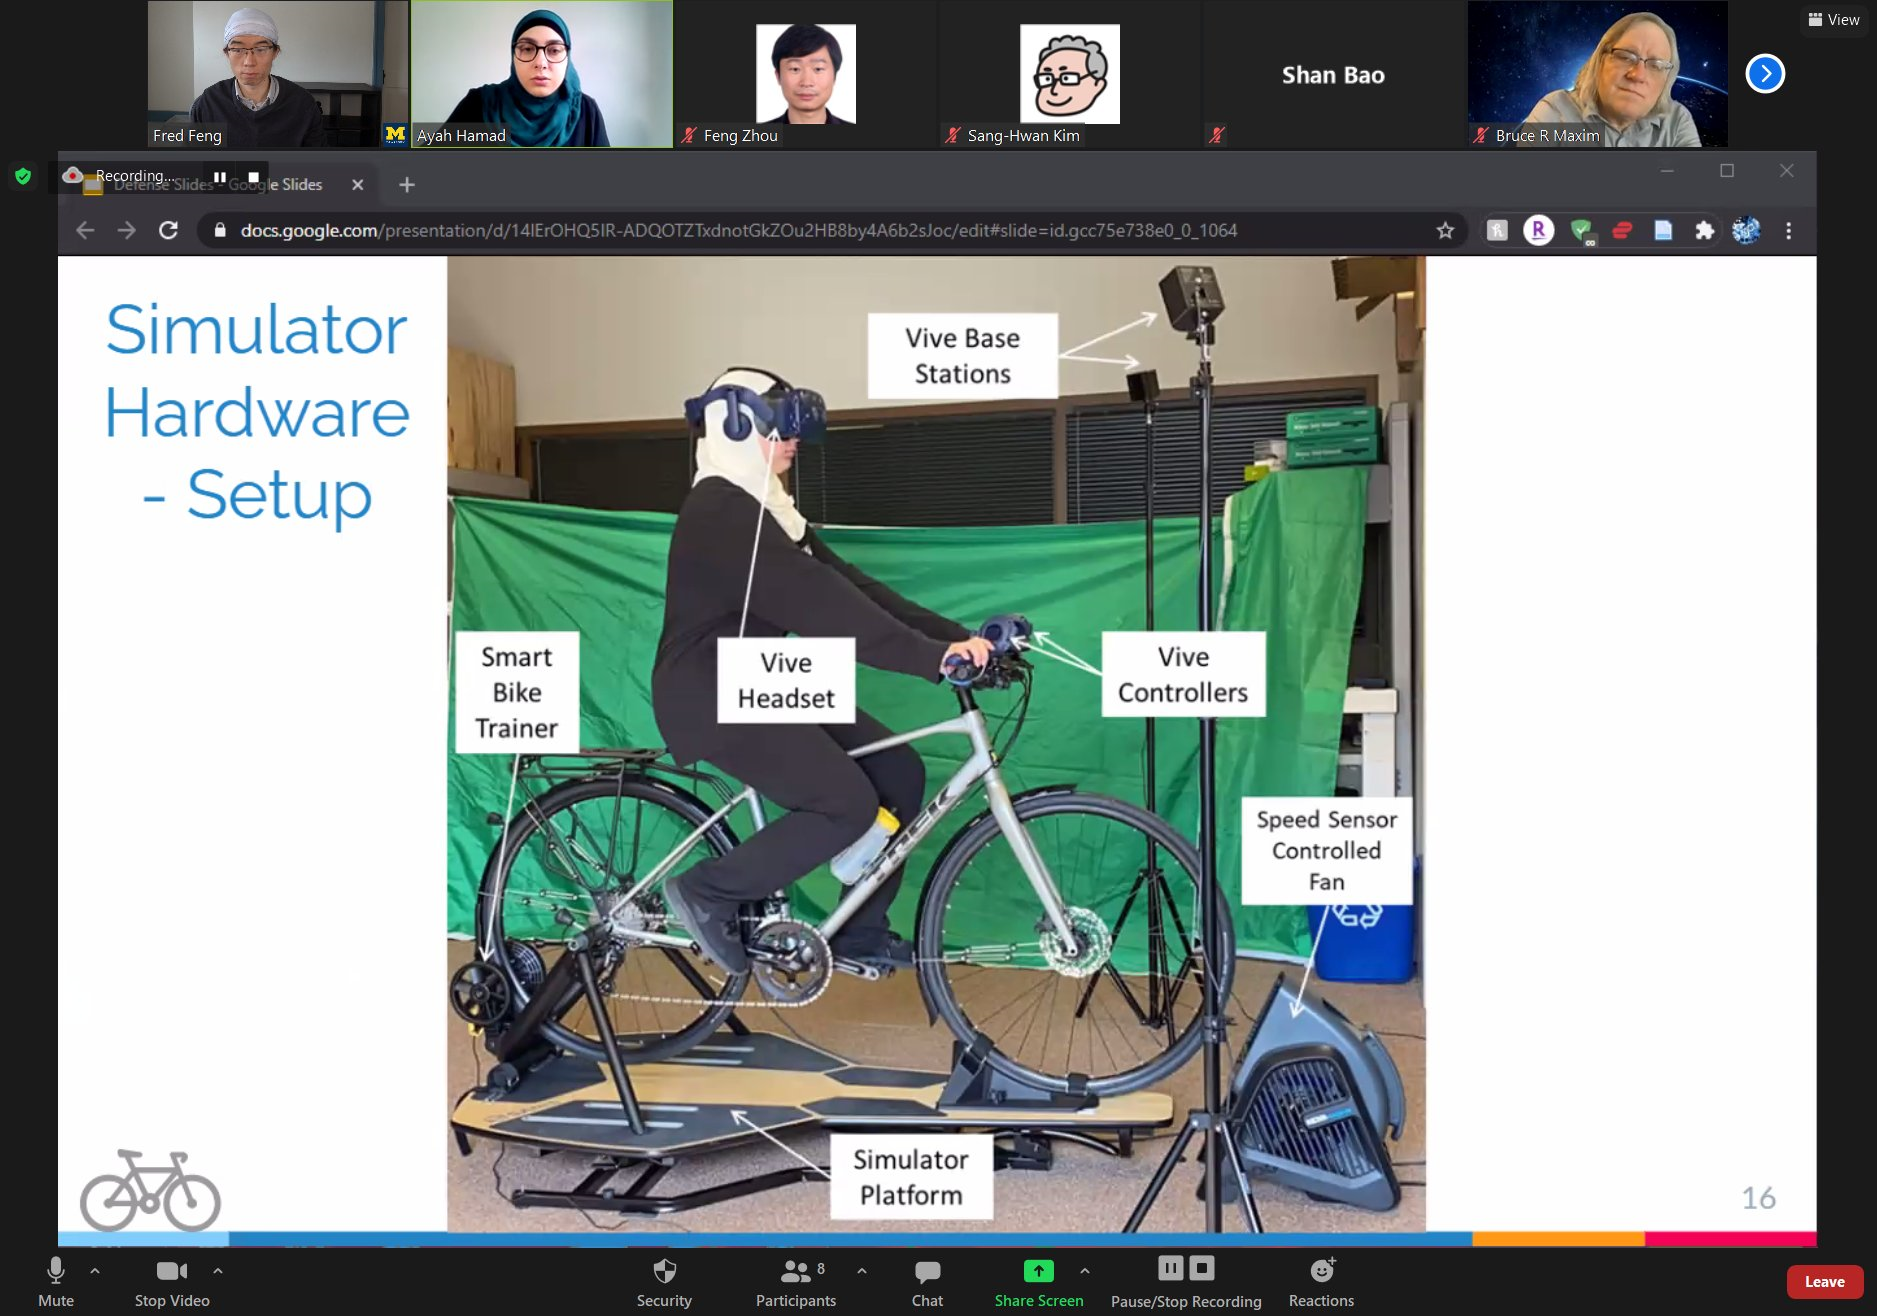 View
Shan Bao
Fred Feng
M
Ayah Hamad
Feng Zhou
Sang-Hwan Kim
Bruce R Maxim
Recording...
Defense Slides - Google Slides
docs.google.com/presentation/d/14lErOHQ5IR-ADQOTZTxdnotGkZOu2HB8by4A6b2sJoc/edit#slide=id.gcc75e738e0_0_1064
R
Simulator
Hardware
- Setup
Vive Base
Stations
Smart
Bike
Trainer
Vive
Headset
Vive
Controllers
TREK
Speed Sensor
Controlled
Fan
Simulator
Platform
16
Mute
Stop Video
Security
8
Participants
Chat
Share Screen
Pause/Stop Recording
Reactions
Leave